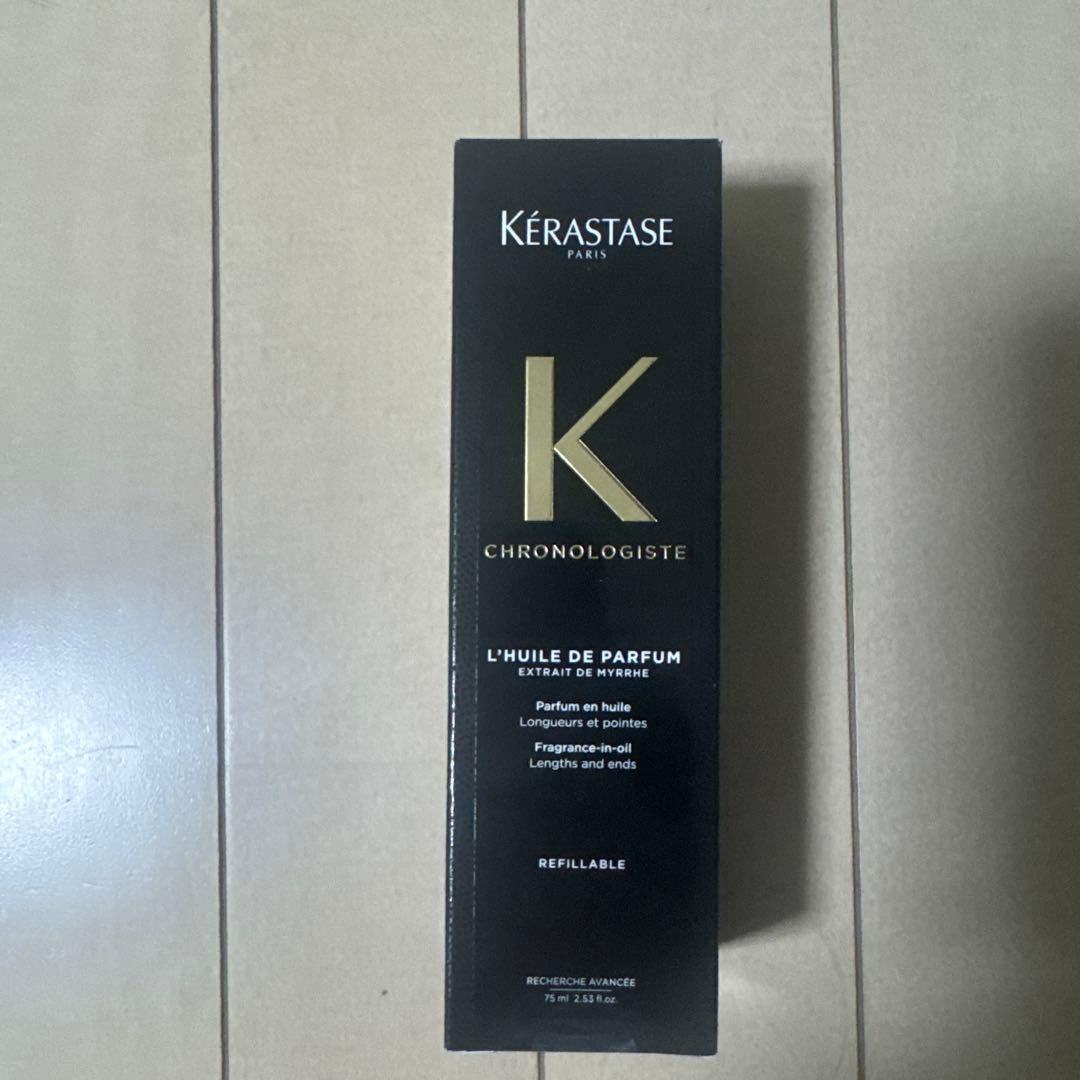 KÉRASTASE
PARIS
K
CHRONOLOGISTE
L'HUILE DE PARFUM
EXTRAIT DE MYRRHE
Parfum en huile
Longueurs et pointes
Fragrance-in-oil
Lengths and ends
REFILLABLE
RECHERCHE AVANCÉE
75 ml 2.53 fl.oz.